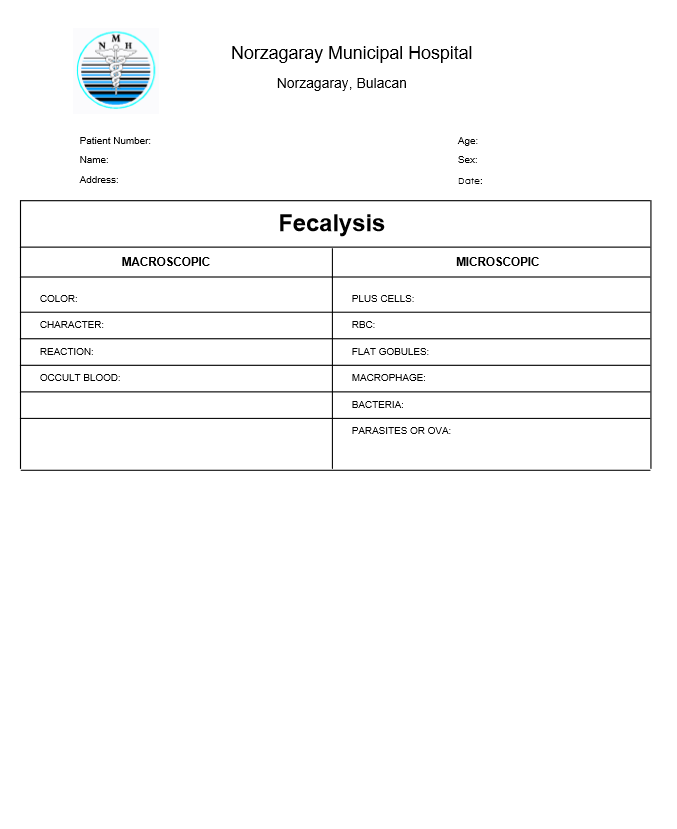 N M H
Norzagaray Municipal Hospital
Norzagaray, Bulacan
Patient Number:
Age:
Name:
Sex:
Address:
Date:
Fecalysis
MACROSCOPIC
MICROSCOPIC
COLOR:
PLUS CELLS:
CHARACTER:
RBC:
REACTION:
FLAT GOBULES:
OCCULT BLOOD:
MACROPHAGE:
BACTERIA:
PARASITES OR OVA: